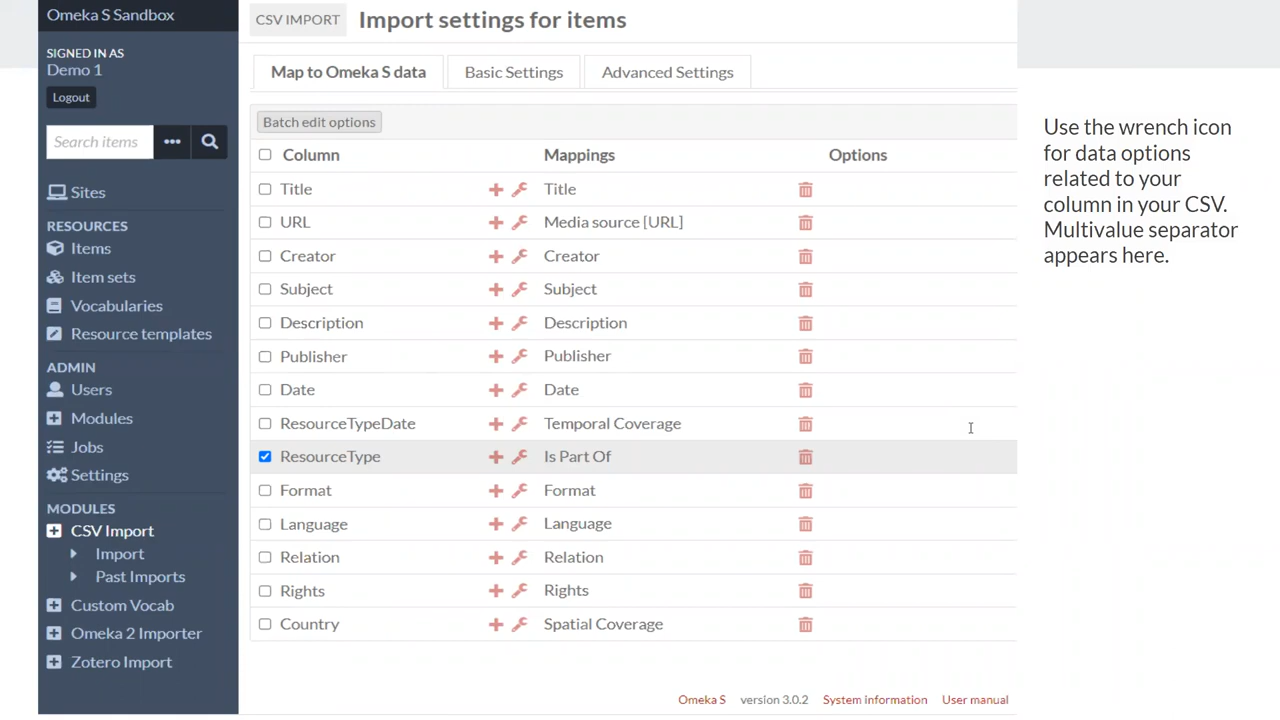 Omeka S Sandbox
SIGNED IN AS
Demo 1
Logout
Search items
Sites
RESOURCES
Items
Item sets
Vocabularies
Resource templates
ADMIN
Users
Modules
Jobs
Settings
MODULES
CSV Import
Import
Past Imports
Custom Vocab
Omeka 2 Importer
Zotero Import
CSV IMPORT Import settings for items
Map to Omeka S data Basic Settings Advanced Settings
Batch edit options
Column Mappings Options
Title Title
URL Media source [URL]
Creator Creator
Subject Subject
Description Description
Publisher Publisher
Date Date
ResourceTypeDate Temporal Coverage
ResourceType Is Part Of
Format Format
Language Language
Relation Relation
Rights Rights
Country Spatial Coverage
Omeka S version 3.0.2 System information User manual
Use the wrench icon
for data options
related to your
column in your CSV.
Multivalue separator
appears here.